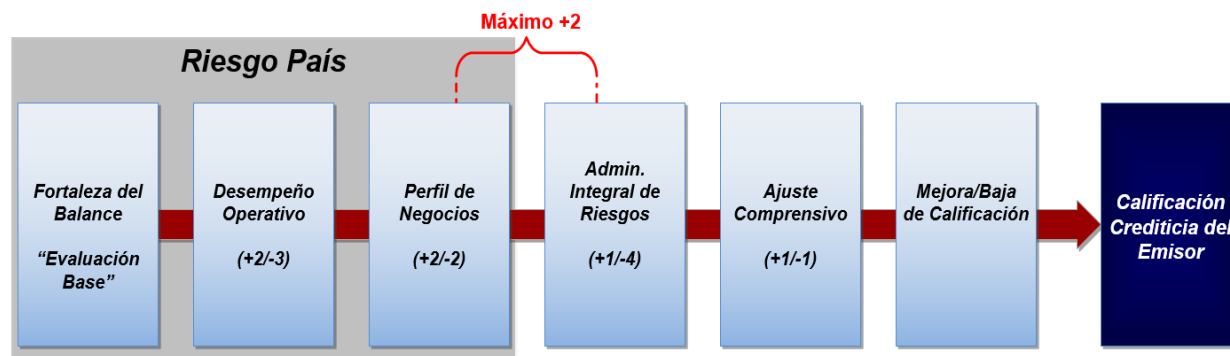 Máximo +2
Riesgo País
Fortaleza del
Balance
“Evaluación
Base”
Desempeño
Operativo
(+2/-3)
Perfil de
Negocios
(+2/-2)
Admin.
Integral de
Riesgos
(+1/-4)
Ajuste
Comprensivo
(+1/-1)
Mejora/Baja
de Calificación
Calificación
Crediticia del
Emisor